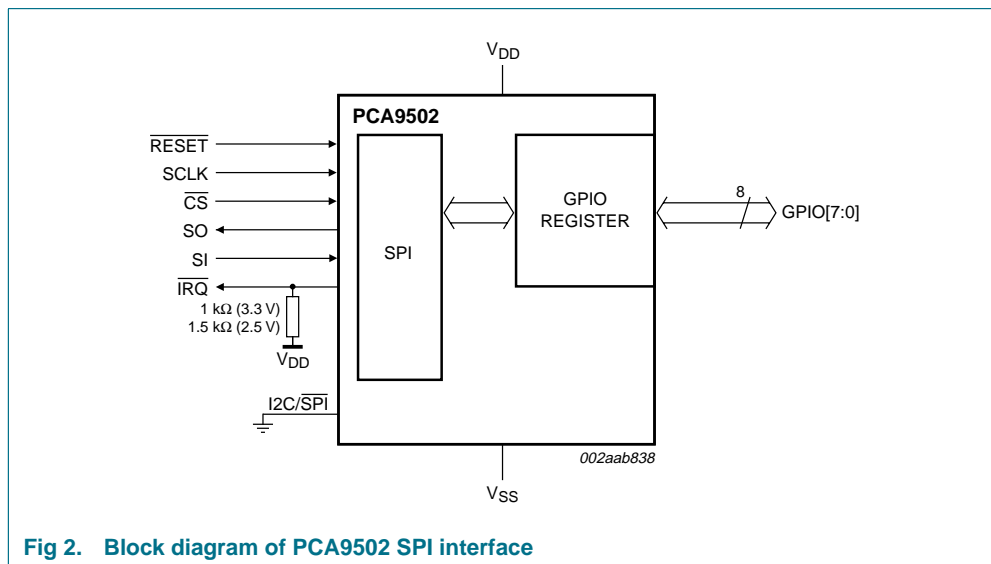 VDD
PCA9502
RESET
SCLK
CS
SO
SI
IRQ
1 kΩ (3.3 V)
1.5 kΩ (2.5 V)
VDD
I2C/SPI
SPI
GPIO
REGISTER
8
GPIO[7:0]
002aab838
VSS
Fig 2. Block diagram of PCA9502 SPI interface